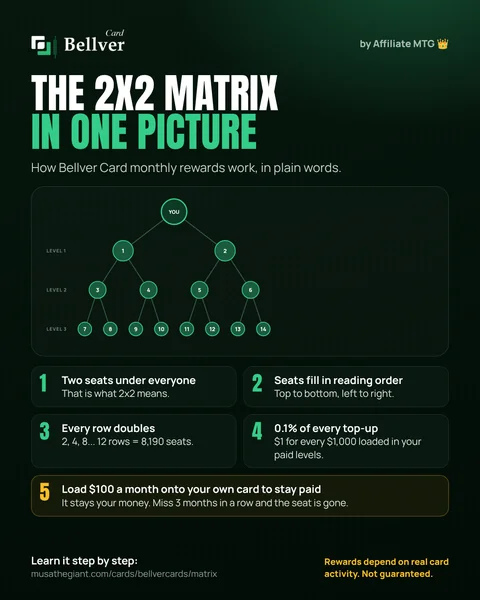 Card
Bellver
by Affiliate MTG 👑
THE 2X2 MATRIX
IN ONE PICTURE
How Bellver Card monthly rewards work, in plain words.
YOU
LEVEL 1
1
2
LEVEL 2
3
4
5
6
LEVEL 3
7
8
9
10
11
12
13
14
1
Two seats under everyone
That is what 2x2 means.
2
Seats fill in reading order
Top to bottom, left to right.
3
Every row doubles
2, 4, 8... 12 rows = 8,190 seats.
4
0.1% of every top-up
$1 for every $1,000 loaded in your
paid levels.
5
Load $100 a month onto your own card to stay paid
It stays your money. Miss 3 months in a row and the seat is gone.
Learn it step by step:
musathegiant.com/cards/bellvercards/matrix
Rewards depend on real card
activity. Not guaranteed.